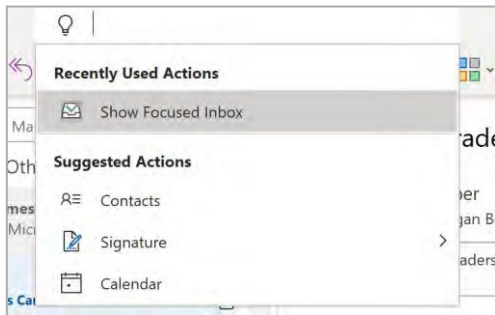 Recently Used Actions
Show Focused Inbox
Suggested Actions
Contacts
Signature
Calendar